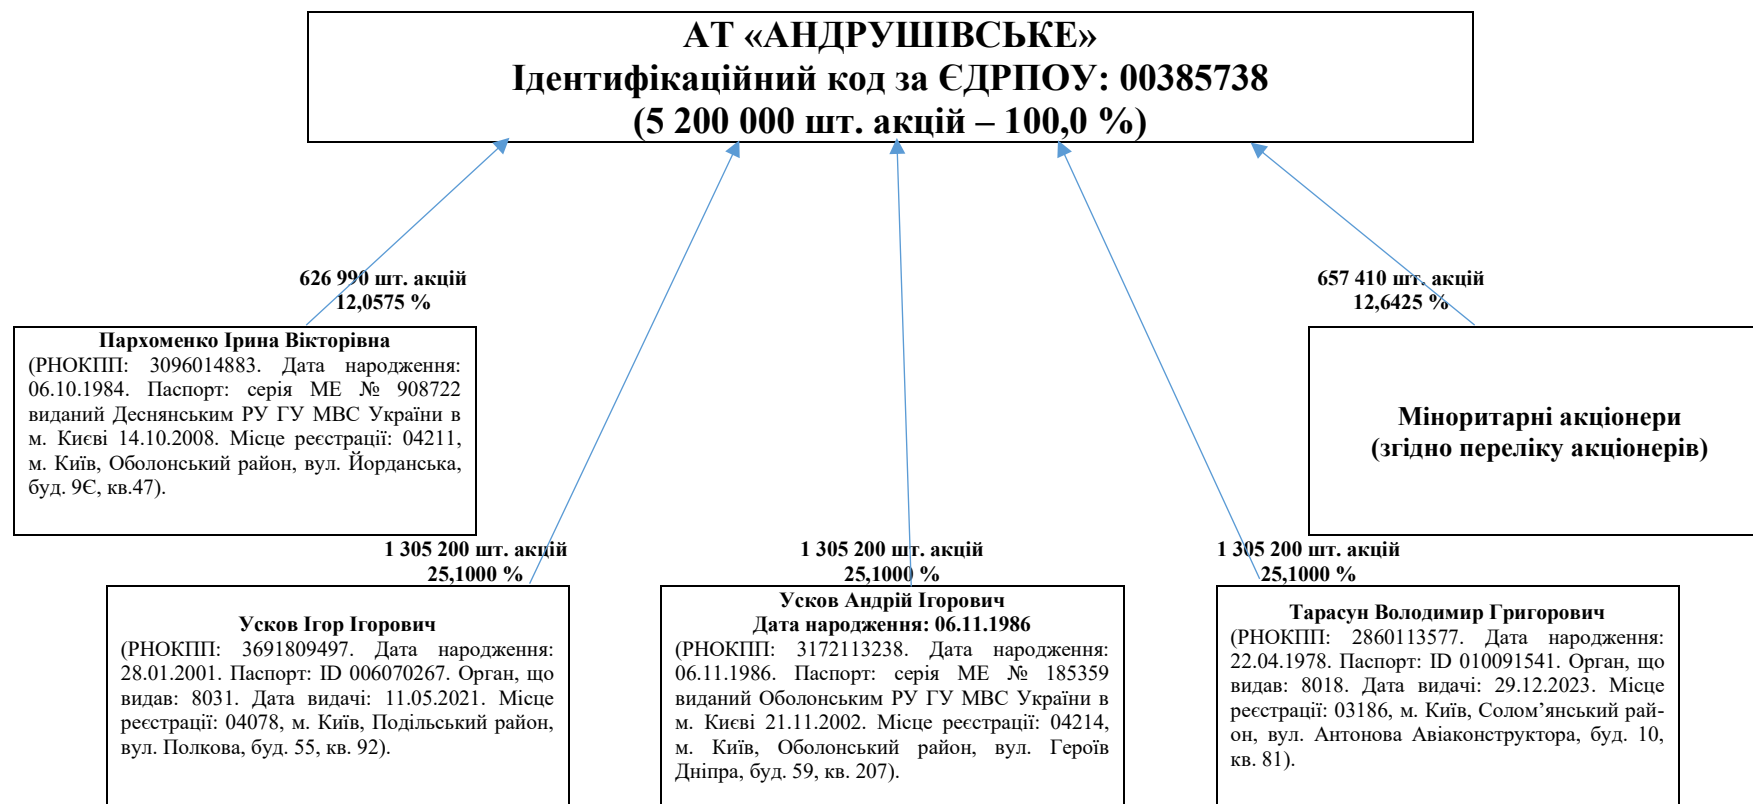 АТ «АНДРУШІВСЬКЕ»
Ідентифікаційний код за ЄДРПОУ: 00385738
(5 200 000 шт. акцій – 100,0 %)
626 990 шт. акцій
12,0575 %
657 410 шт. акцій
12,6425 %
Пархоменко Ірина Вікторівна
(РНОКПП: 3096014883. Дата народження:
06.10.1984. Паспорт: серія МЕ № 908722
виданий Деснянським РУ ГУ МВС України в
м. Києві 14.10.2008. Місце реєстрації: 04211,
м. Київ, Оболонський район, вул. Йорданська,
буд. 9Є, кв.47).
Міноритарні акціонери
(згідно переліку акціонерів)
1 305 200 шт. акцій
25,1000 %
1 305 200 шт. акцій
25,1000 %
1 305 200 шт. акцій
25,1000 %
Усков Ігор Ігорович
(РНОКПП: 3691809497. Дата народження:
28.01.2001. Паспорт: ID 006070267. Орган, що
видав: 8031. Дата видачі: 11.05.2021. Місце
реєстрації: 04078, м. Київ, Подільський район,
вул. Полкова, буд. 55, кв. 92).
Усков Андрій Ігорович
Дата народження: 06.11.1986
(РНОКПП: 3172113238. Дата народження:
06.11.1986. Паспорт: серія МЕ № 185359
виданий Оболонським РУ ГУ МВС України в
м. Києві 21.11.2002. Місце реєстрації: 04214,
м. Київ, Оболонський район, вул. Героїв
Дніпра, буд. 59, кв. 207).
Тарасун Володимир Григорович
(РНОКПП: 2860113577. Дата народження:
22.04.1978. Паспорт: ID 010091541. Орган, що
видав: 8018. Дата видачі: 29.12.2023. Місце
реєстрації: 03186, м. Київ, Солом’янський рай-
он, вул. Антонова Авіаконструктора, буд. 10,
кв. 81).